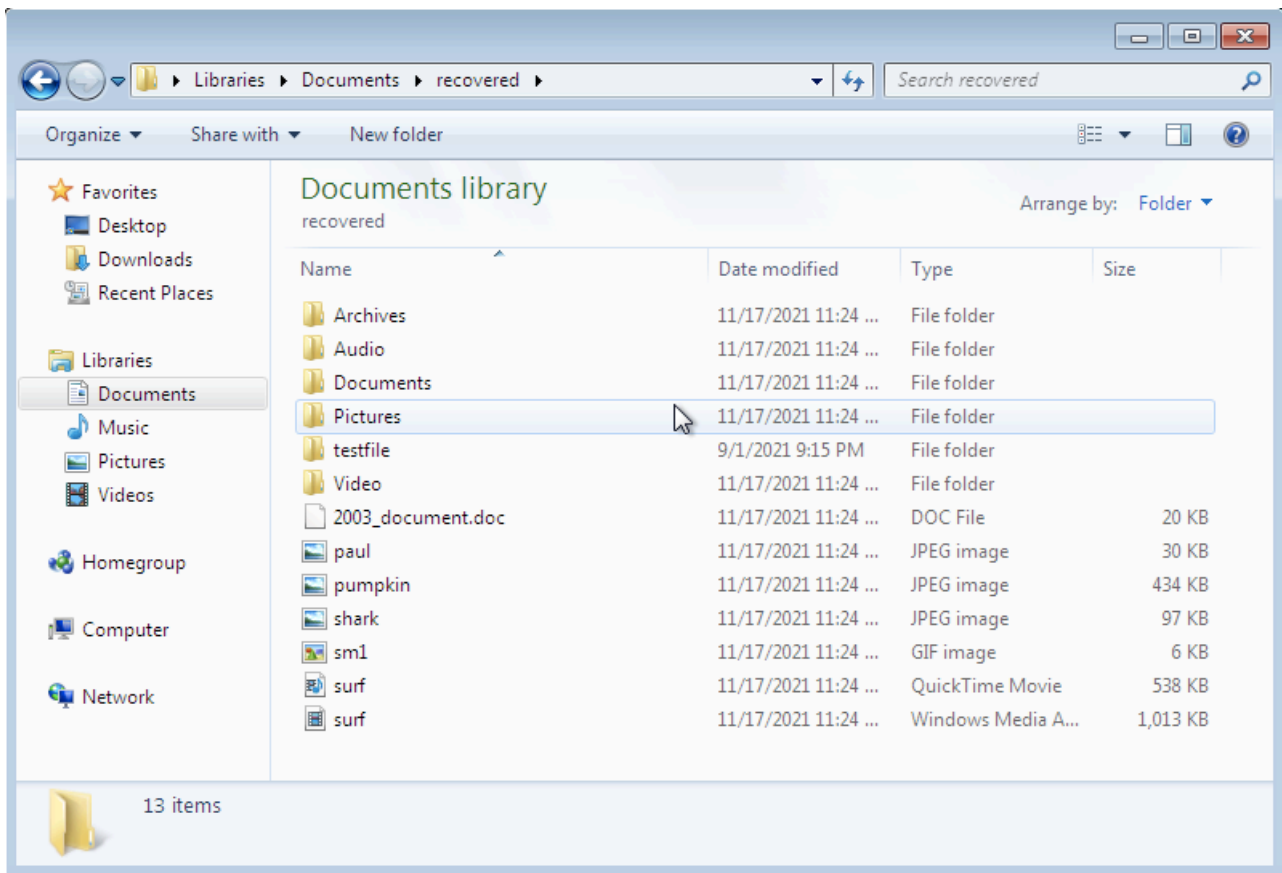 Libraries Documents recovered Search recovered
Organize Share with New folder
Favorites
Desktop
Downloads
Recent Places
Libraries
Documents
Music
Pictures
Videos
Homegroup
Computer
Network
Documents library
recovered
Arrange by: Folder
Name Date modified Type Size
Archives 11/17/2021 11:24 ... File folder
Audio 11/17/2021 11:24 ... File folder
Documents 11/17/2021 11:24 ... File folder
Pictures 11/17/2021 11:24 ... File folder
testfile 9/1/2021 9:15 PM File folder
Video 11/17/2021 11:24 ... File folder
2003_document.doc 11/17/2021 11:24 ... DOC File 20 KB
paul 11/17/2021 11:24 ... JPEG image 30 KB
pumpkin 11/17/2021 11:24 ... JPEG image 434 KB
shark 11/17/2021 11:24 ... JPEG image 97 KB
sm1 11/17/2021 11:24 ... GIF image 6 KB
surf 11/17/2021 11:24 ... QuickTime Movie 538 KB
surf 11/17/2021 11:24 ... Windows Media A... 1,013 KB
13 items